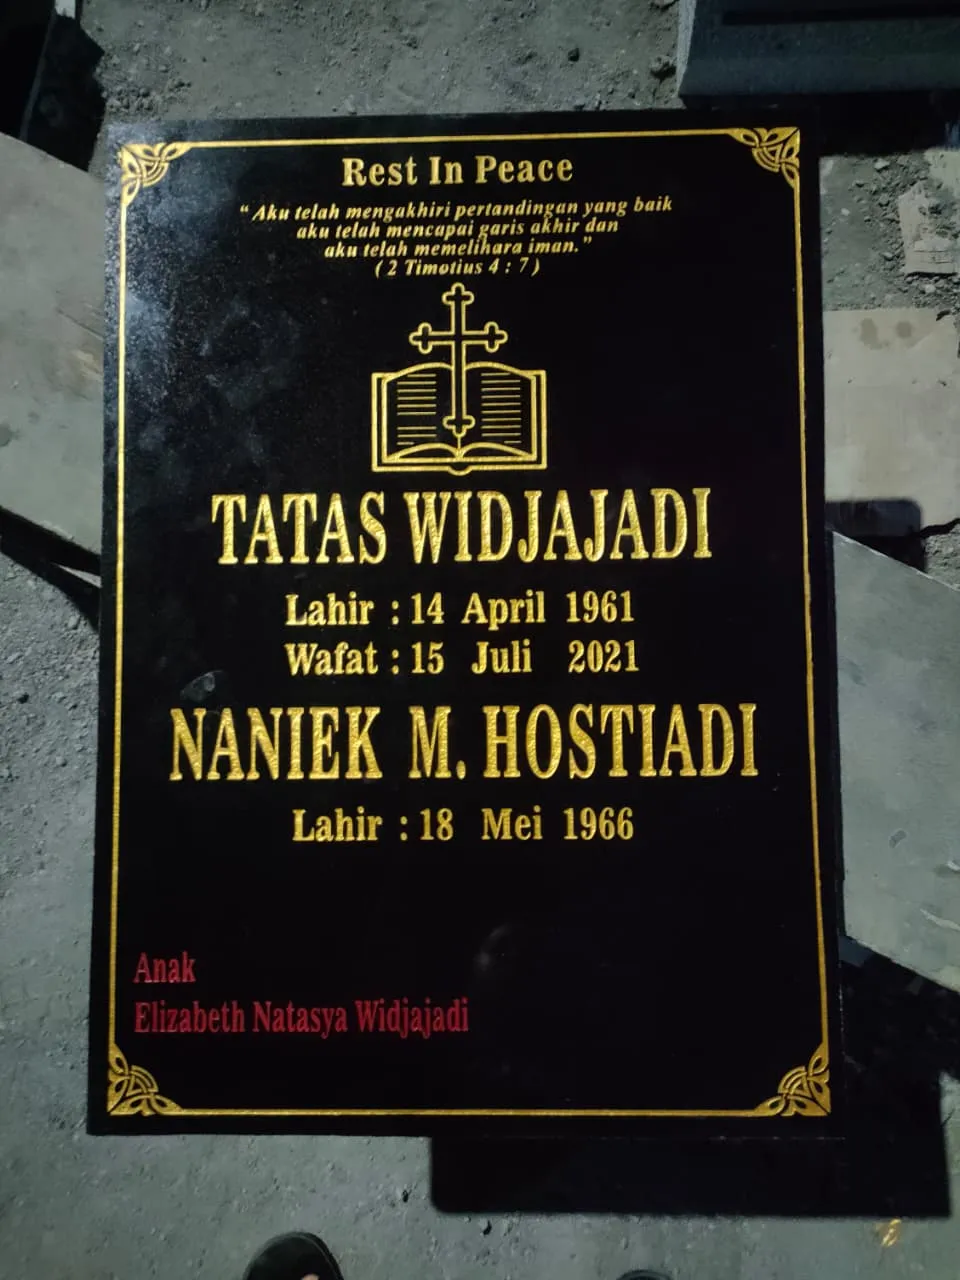 Rest In Peace
“ Aku telah mengakhiri pertandingan yang baik
aku telah mencapai garis akhir dan
aku telah memelihara iman.”
( 2 Timotius 4 : 7 )
TATAS WIDJAJADI
Lahir : 14 April 1961
Wafat : 15 Juli 2021
NANIEK M. HOSTIADI
Lahir : 18 Mei 1966
Anak
Elizabeth Natasya Widjajadi